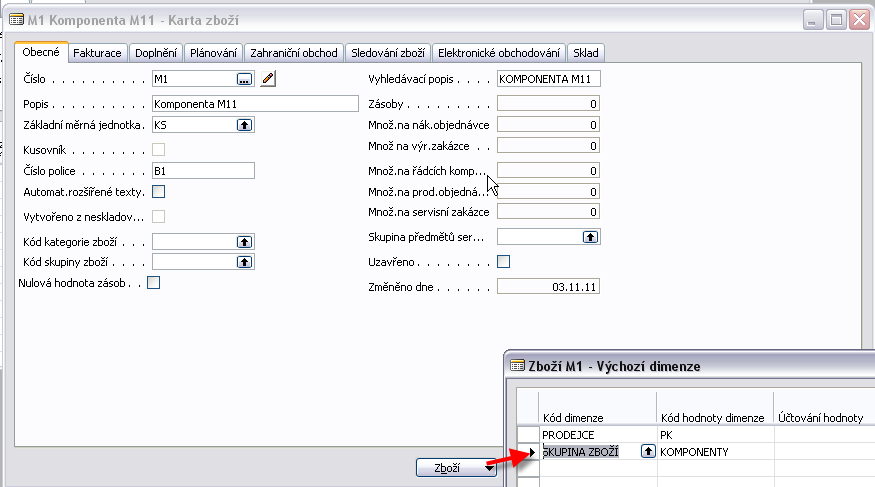 M1 Komponenta M11 - Karta zboží
Obecné Fakturace Doplnění Plánování Zahraniční obchod Sledování zboží Elektronické obchodování Sklad
Číslo . . . . . . . . . . M1 ...
Popis . . . . . . . . . . Komponenta M11
Základní měrná jednotka . KS
Kusovník . . . . . . . .
Číslo police . . . . . . . B1
Automat.rozšířené texty.
Vytvořeno z neskladov...
Kód kategorie zboží . . .
Kód skupiny zboží . . . .
Nulová hodnota zásob . .
Vyhledávací popis . . . . KOMPONENTA M11
Zásoby . . . . . . . . . 0
Množ.na nák.objednávce 0
Množ na výr.zakázce . . 0
Množ.na řádcích komp... 0
Množ.na prod.objedná... 0
Množ.na servisní zakázce 0
Skupina předmětů ser...
Uzavřeno . . . . . . . .
Změněno dne . . . . . . 03.11.11
Zboží
Zboží M1 - Výchozí dimenze
Kód dimenze Kód hodnoty dimenze Účtování hodnoty
PRODEJCE PK
SKUPINA ZBOŽÍ KOMPONENTY